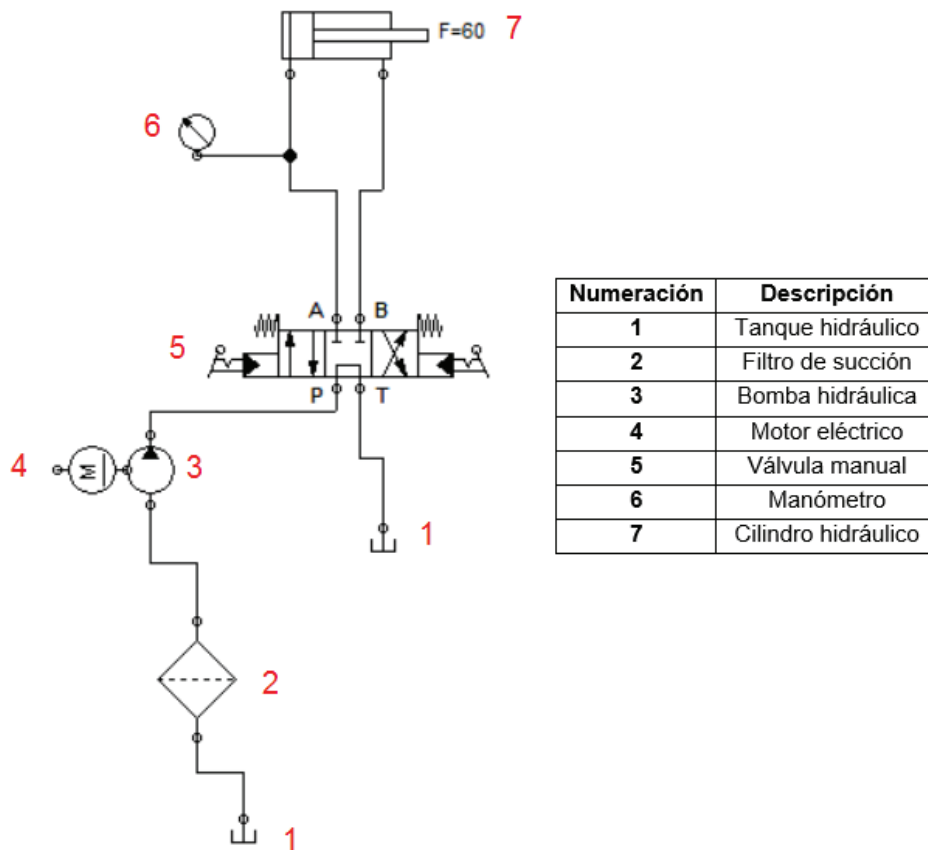 F=60 7
6
A B
5
P T
4 M 3
1
2
1
Numeración Descripción
1 Tanque hidráulico
2 Filtro de succión
3 Bomba hidráulica
4 Motor eléctrico
5 Válvula manual
6 Manómetro
7 Cilindro hidráulico